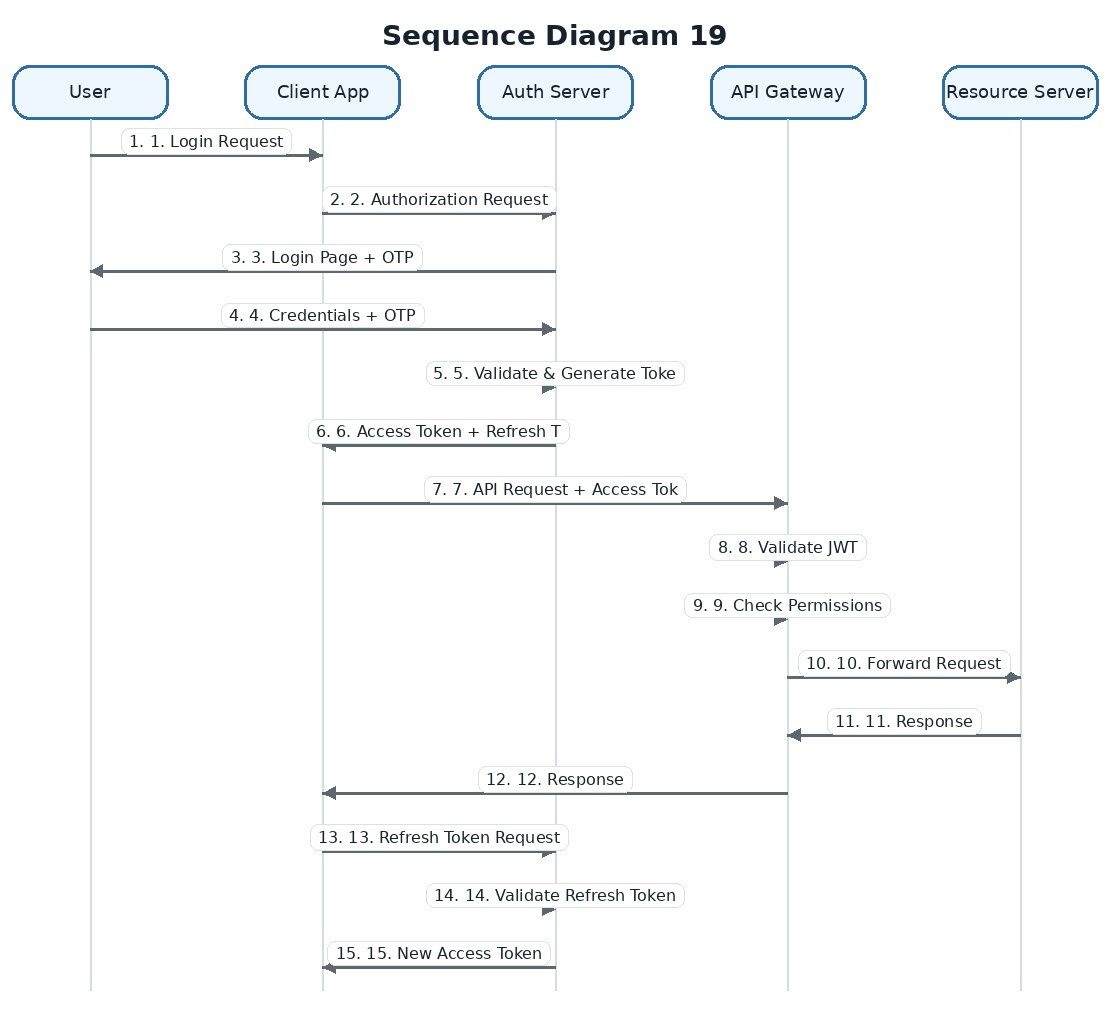 Sequence Diagram 19
User
Client App
Auth Server
API Gateway
Resource Server
1. 1. Login Request
2. 2. Authorization Request
3. 3. Login Page + OTP
4. 4. Credentials + OTP
5. 5. Validate & Generate Toke
6. 6. Access Token + Refresh T
7. 7. API Request + Access Tok
8. 8. Validate JWT
9. 9. Check Permissions
10. 10. Forward Request
11. 11. Response
12. 12. Response
13. 13. Refresh Token Request
14. 14. Validate Refresh Token
15. 15. New Access Token